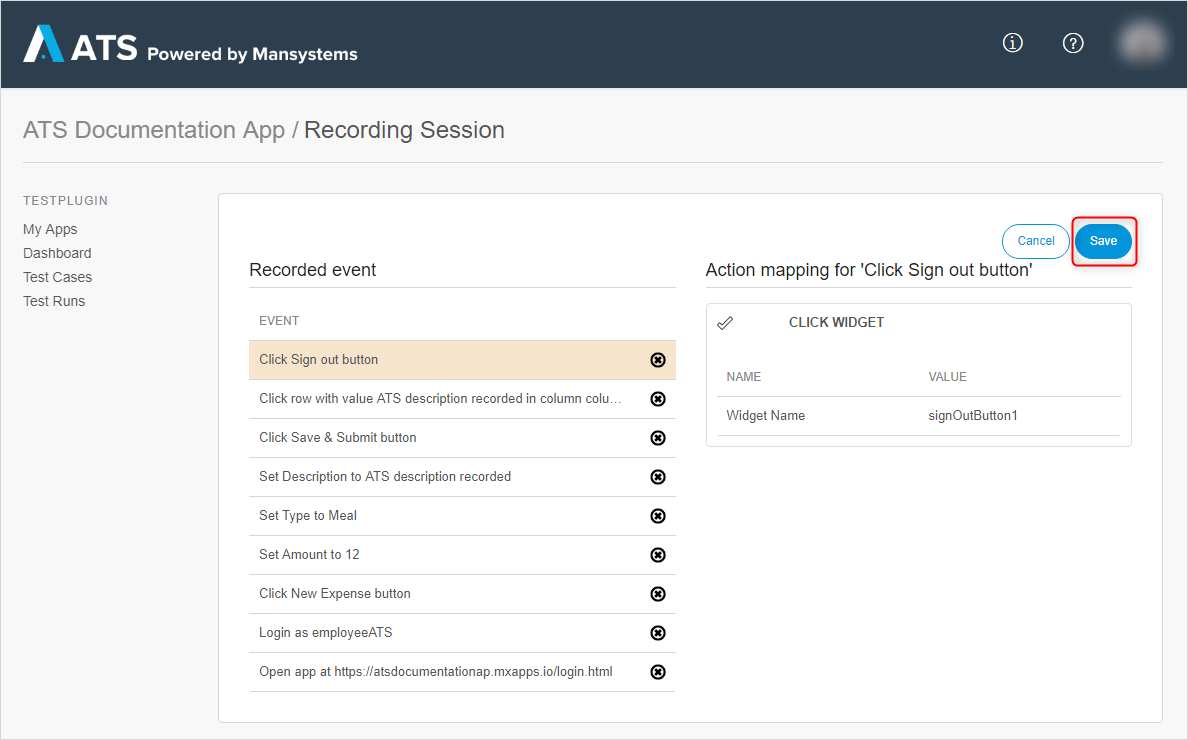 ATS Powered by Mansystems
ATS Documentation App / Recording Session
TESTPLUGIN
My Apps
Dashboard
Test Cases
Test Runs
Cancel
Save
Recorded event
EVENT
Click Sign out button
Click row with value ATS description recorded in column colu...
Click Save & Submit button
Set Description to ATS description recorded
Set Type to Meal
Set Amount to 12
Click New Expense button
Login as employeeATS
Open app at https://atsdocumentationap.mxapps.io/login.html
Action mapping for 'Click Sign out button'
CLICK WIDGET
NAME VALUE
Widget Name signOutButton1